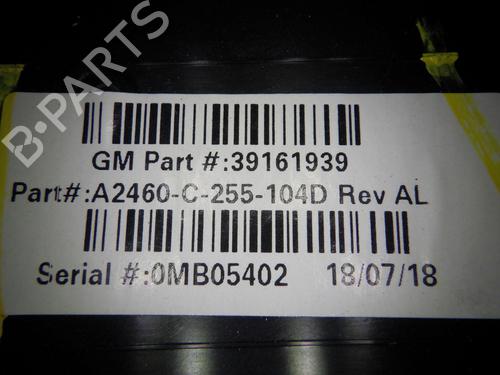 B-PARTS
GM Part #:39161939
Part#:A2460-C-255-104D Rev AL
Serial #:0MB05402 18/07/18